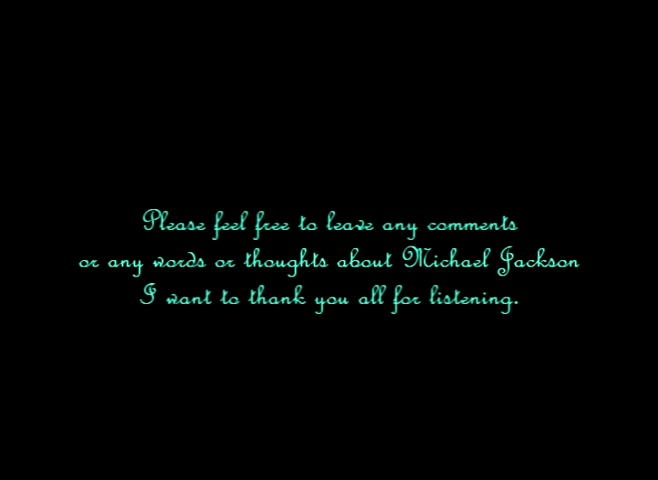 Please feel free to leave any comments
or any words or thoughts about Michael Jackson
I want to thank you all for listening.